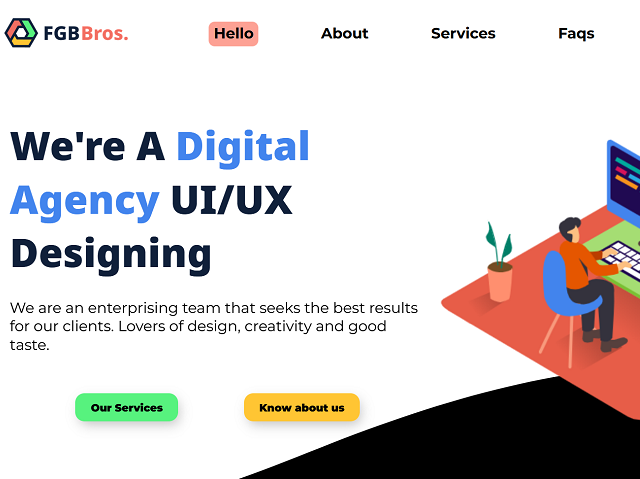 FGBBros.
Hello
About
Services
Faqs
We're A Digital
Agency UI/UX
Designing
We are an enterprising team that seeks the best results
for our clients. Lovers of design, creativity and good
taste.
Our Services
Know about us